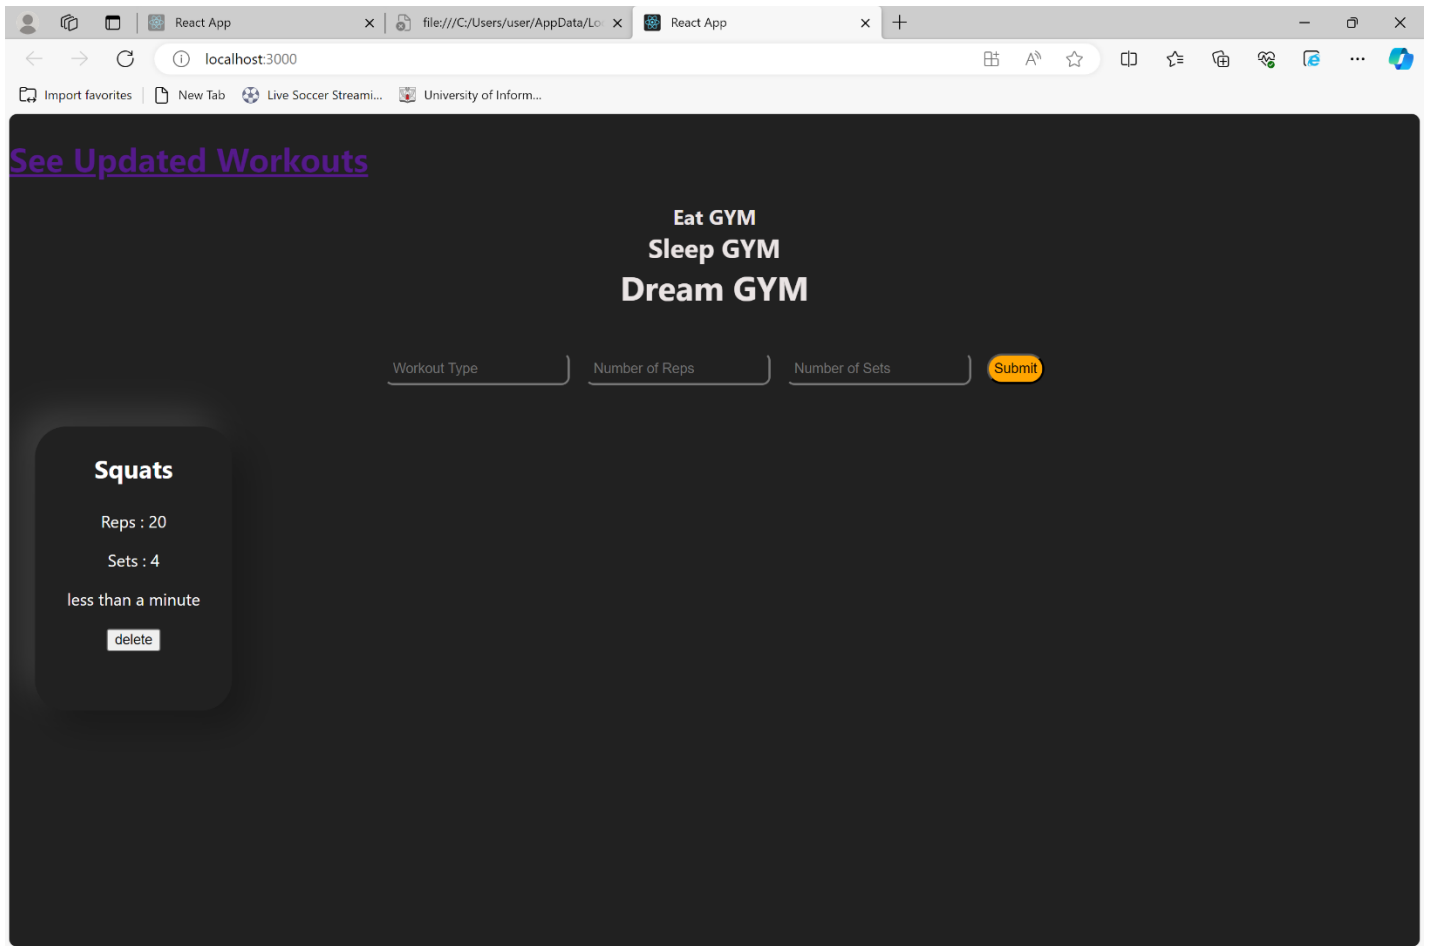 React App
file:///C:/Users/user/AppData/Lo
React App
localhost:3000
Import favorites
New Tab
Live Soccer Streami...
University of Inform...
See Updated Workouts
Eat GYM
Sleep GYM
Dream GYM
Workout Type
Number of Reps
Number of Sets
Submit
Squats
Reps : 20
Sets : 4
less than a minute
delete